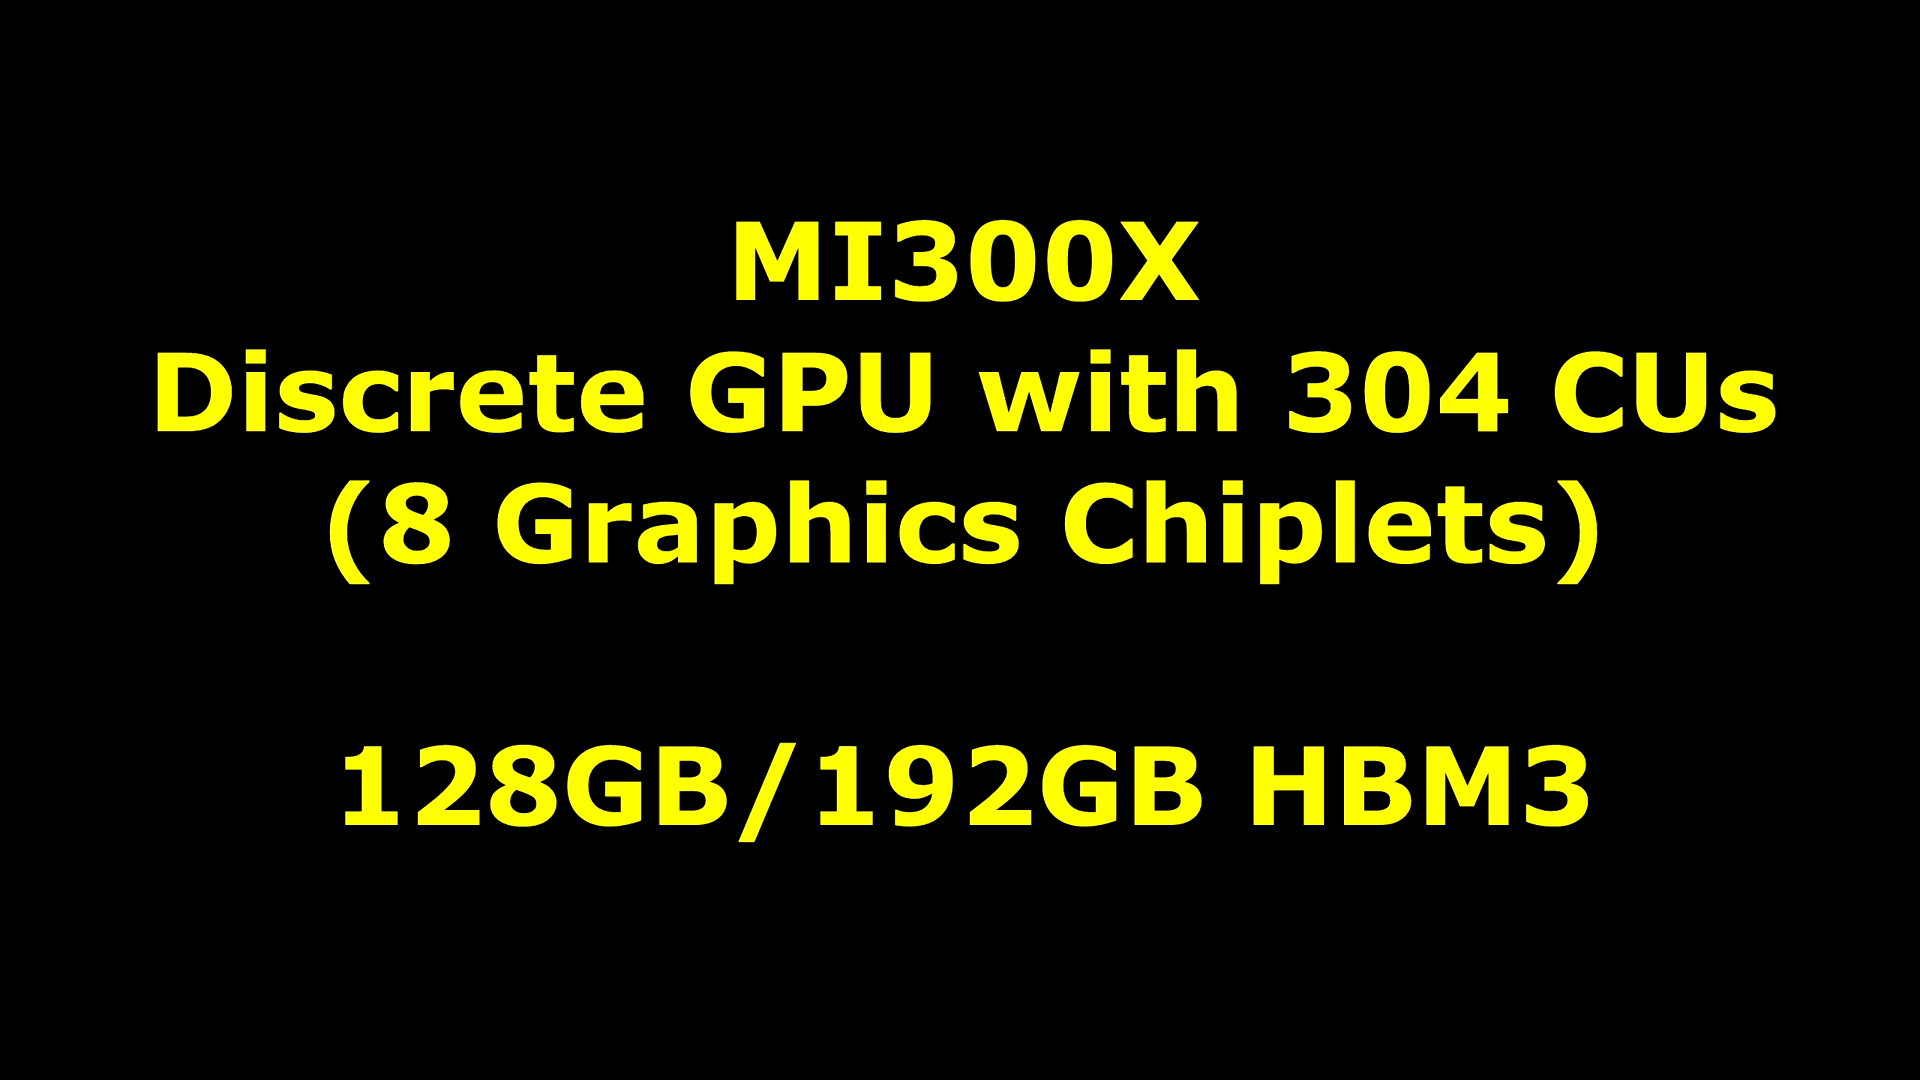 MI300X
Discrete GPU with 304 CUs
(8 Graphics Chiplets)
128GB/192GB HBM3